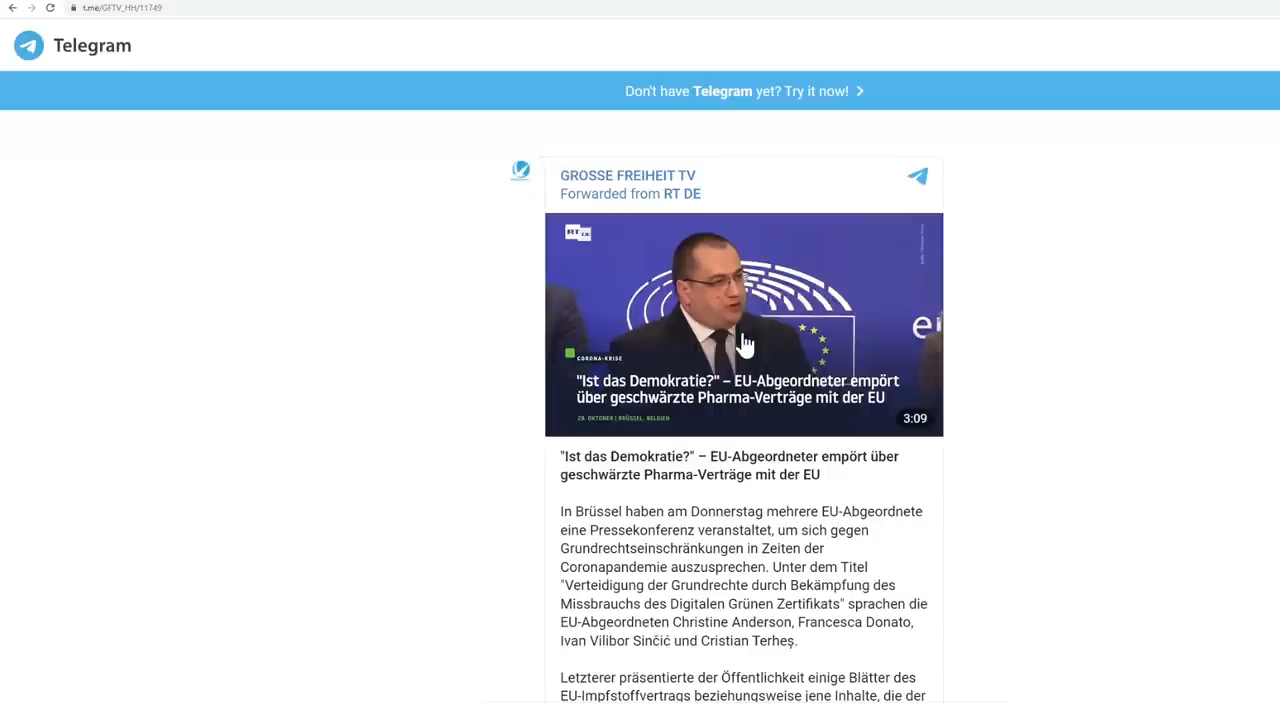 t.me/GFTV_HH/11749
Telegram
Don't have Telegram yet? Try it now!
GROSSE FREIHEIT TV
Forwarded from RT DE
RT DE
CORONA-KRISE
"Ist das Demokratie?" – EU-Abgeordneter empört
über geschwärzte Pharma-Verträge mit der EU
28. OKTOBER | BRÜSSEL, BELGIEN
3:09
"Ist das Demokratie?" – EU-Abgeordneter empört über
geschwärzte Pharma-Verträge mit der EU
In Brüssel haben am Donnerstag mehrere EU-Abgeordnete
eine Pressekonferenz veranstaltet, um sich gegen
Grundrechtseinschränkungen in Zeiten der
Coronapandemie auszusprechen. Unter dem Titel
"Verteidigung der Grundrechte durch Bekämpfung des
Missbrauchs des Digitalen Grünen Zertifikats" sprachen die
EU-Abgeordneten Christine Anderson, Francesca Donato,
Ivan Vilibor Sinčić und Cristian Terheș.
Letzterer präsentierte der Öffentlichkeit einige Blätter des
EU-Impfstoffvertrags beziehungsweise jene Inhalte, die der